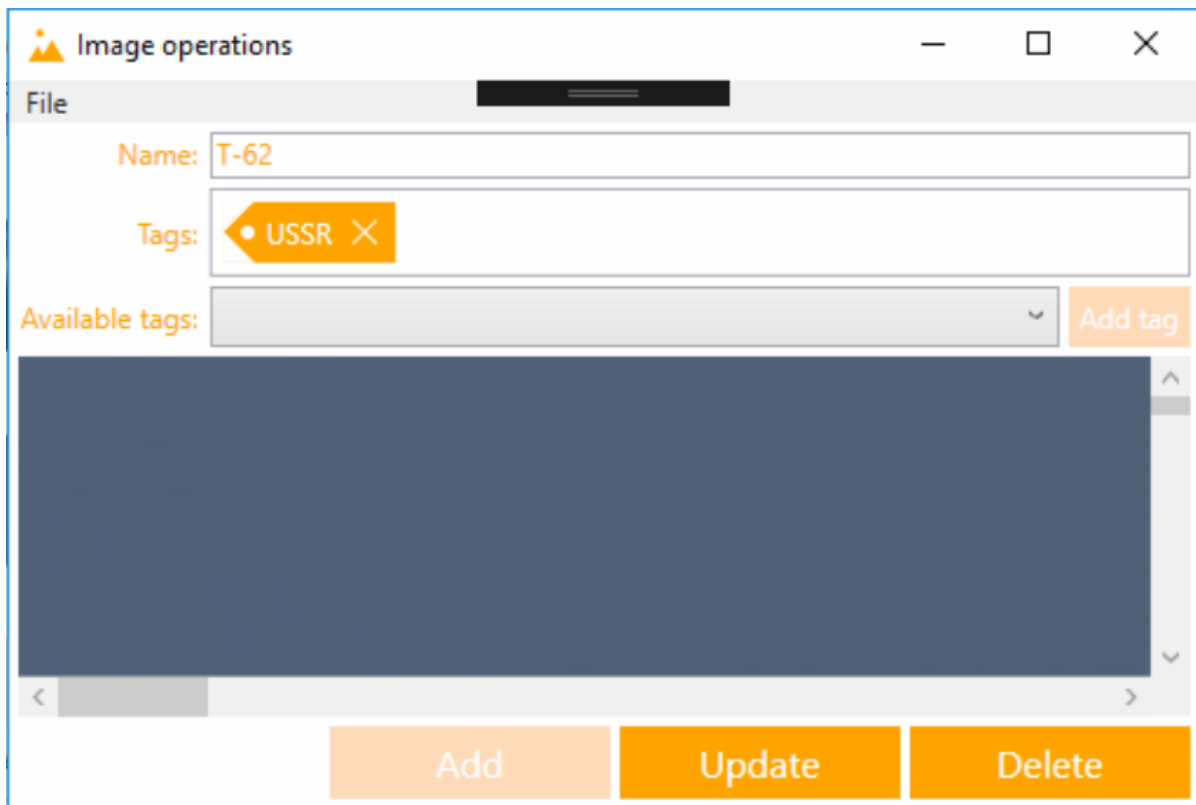 Image operations
File
Name: T-62
Tags: USSR
Available tags: Add tag
Add Update Delete